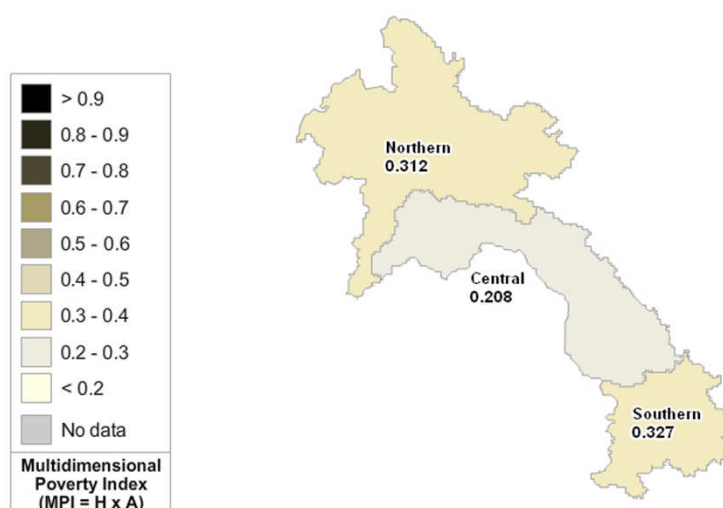 > 0.9
0.8 - 0.9
0.7 - 0.8
0.6 - 0.7
0.5 - 0.6
0.4 - 0.5
0.3 - 0.4
0.2 - 0.3
< 0.2
No data
Multidimensional
Poverty Index
(MPI = H x A)
Northern
0.312
Central
0.208
Southern
0.327